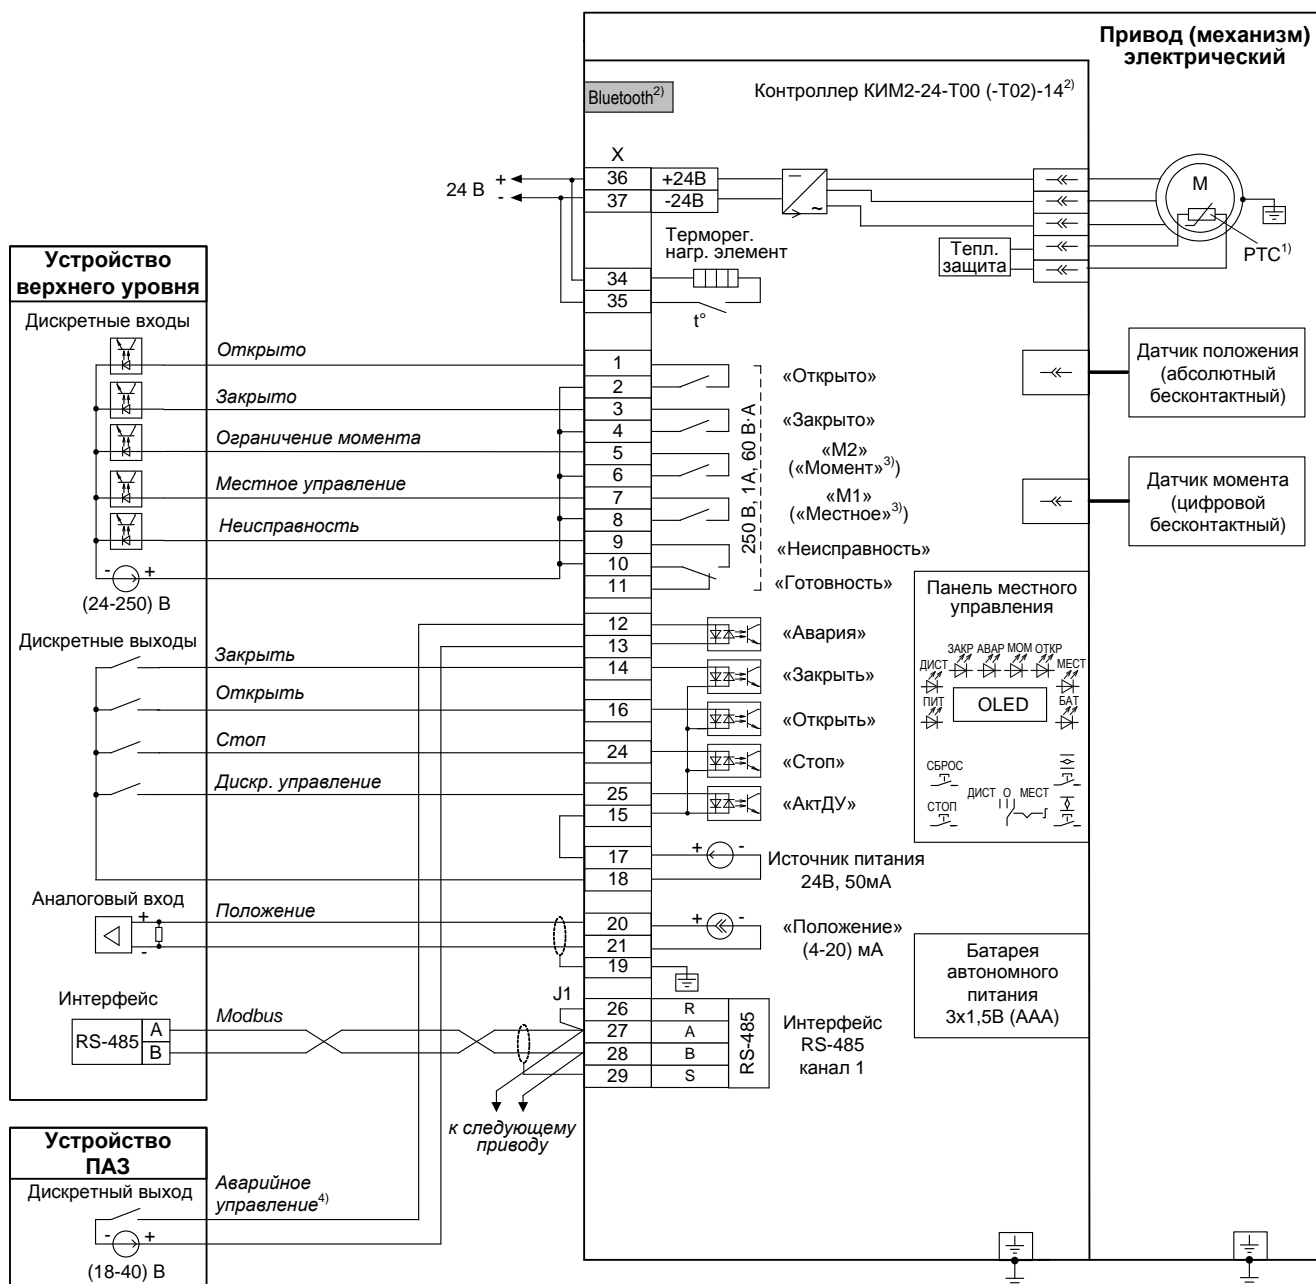 Привод (механизм)
электрический
Bluetooth2)
Контроллер КИМ2-24-Т00 (-Т02)-142)
X
24 В
+
-
36
+24В
37
-24В
~
M
PTC1)
Тепл.
защита
Терморег.
нагр. элемент
34
35
t°
Устройство
верхнего уровня
Дискретные входы
Открыто
Закрыто
Ограничение момента
Местное управление
Неисправность
-
+
(24-250) В
1
2
3
4
5
6
7
8
9
10
11
250 В, 1А, 60 В·А
«Открыто»
«Закрыто»
«М2»
(«Момент»3))
«М1»
(«Местное»3))
«Неисправность»
«Готовность»
Датчик положения
(абсолютный
бесконтактный)
Датчик момента
(цифровой
бесконтактный)
Дискретные выходы
Закрыть
Открыть
Стоп
Дискр. управление
12
13
14
16
24
25
15
17
18
«Авария»
«Закрыть»
«Открыть»
«Стоп»
«АктДУ»
+
-
Источник питания
24В, 50мА
Панель местного
управления
ЗАКР
АВАР
МОМ
ОТКР
ДИСТ
МЕСТ
ПИТ
OLED
БАТ
СБРОС
ДИСТ
О
МЕСТ
СТОП
Аналоговый вход
+
-
Положение
20
21
19
+
-
«Положение»
(4-20) мА
Батарея
автономного
питания
3х1,5В (ААА)
Интерфейс
RS-485
A
B
Modbus
J1
26
R
27
A
28
B
29
S
RS-485
Интерфейс
RS-485
канал 1
к следующему
приводу
Устройство
ПАЗ
Дискретный выход
Аварийное
управление4)
-
+
(18-40) В